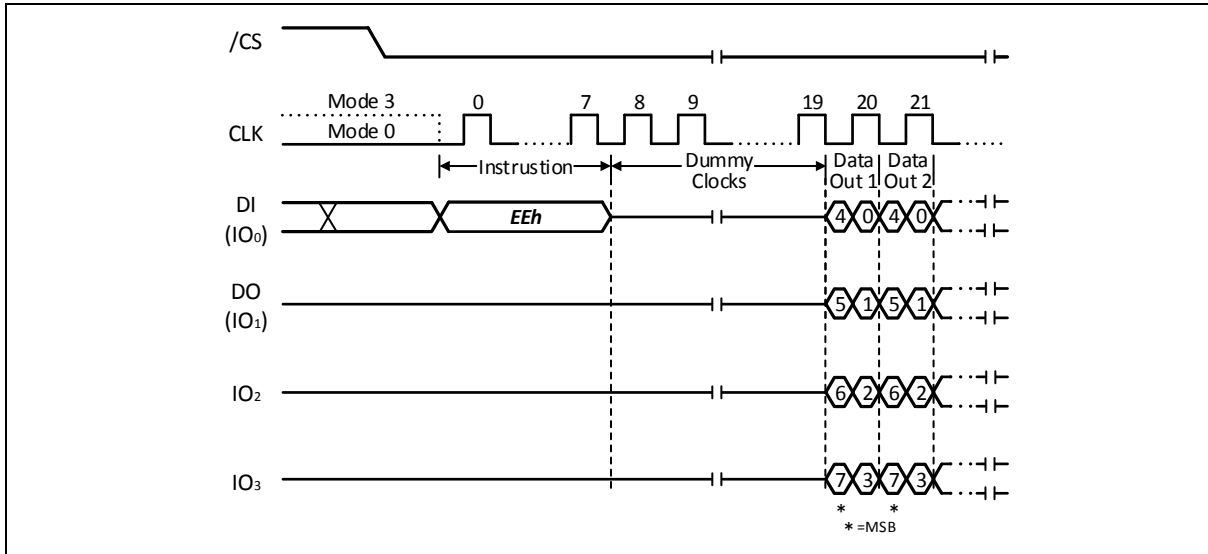 /CS
Mode 3
Mode 0
CLK
0 7 8 9 19 20 21
Instrustion
Dummy
Clocks
Data
Out 1
Data
Out 2
DI
(IO₀)
EEh
4 0 4 0
DO
(IO₁)
5 1 5 1
IO₂
6 2 6 2
IO₃
7 3 7 3
* *
* =MSB